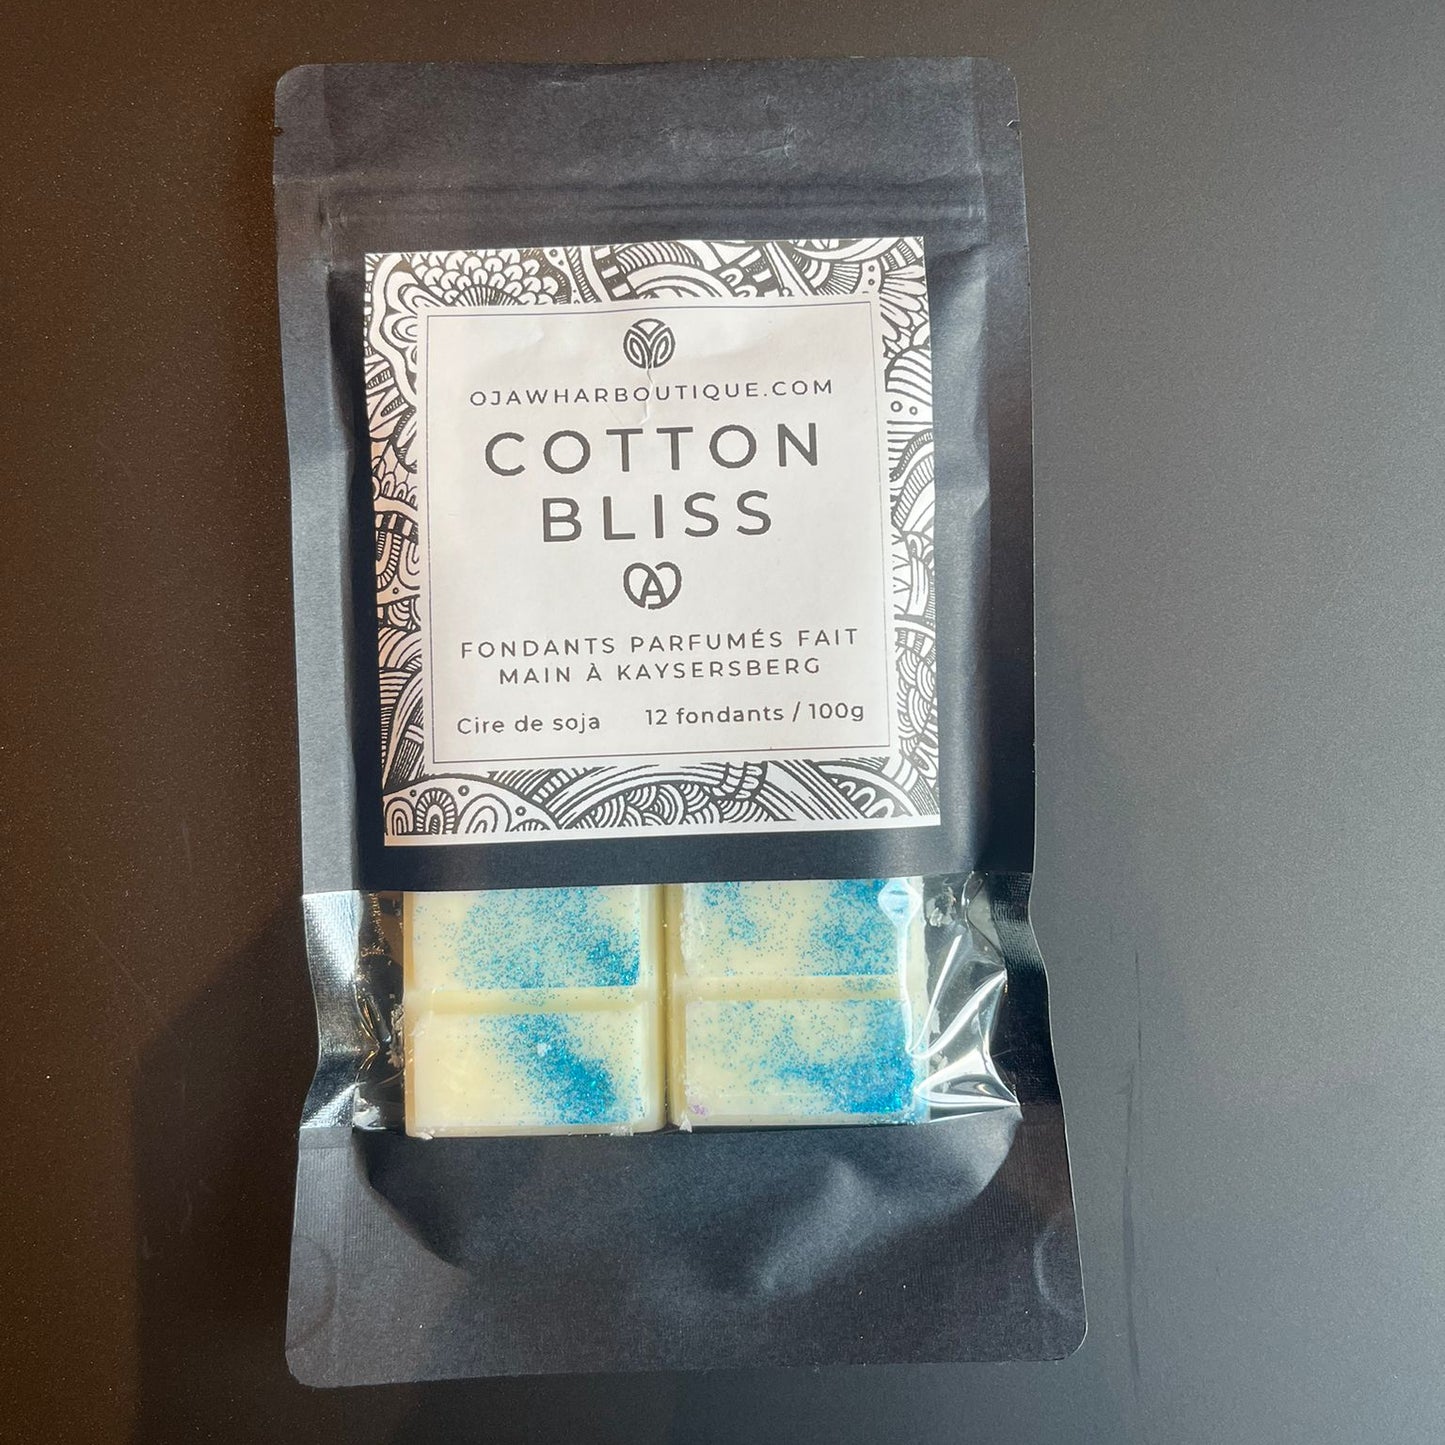 OJAWHARBOUTIQUE.COM
COTTON
BLISS
A
FONDANTS PARFUMÉS FAIT
MAIN À KAYSERSBERG
Cire de soja 12 fondants / 100g